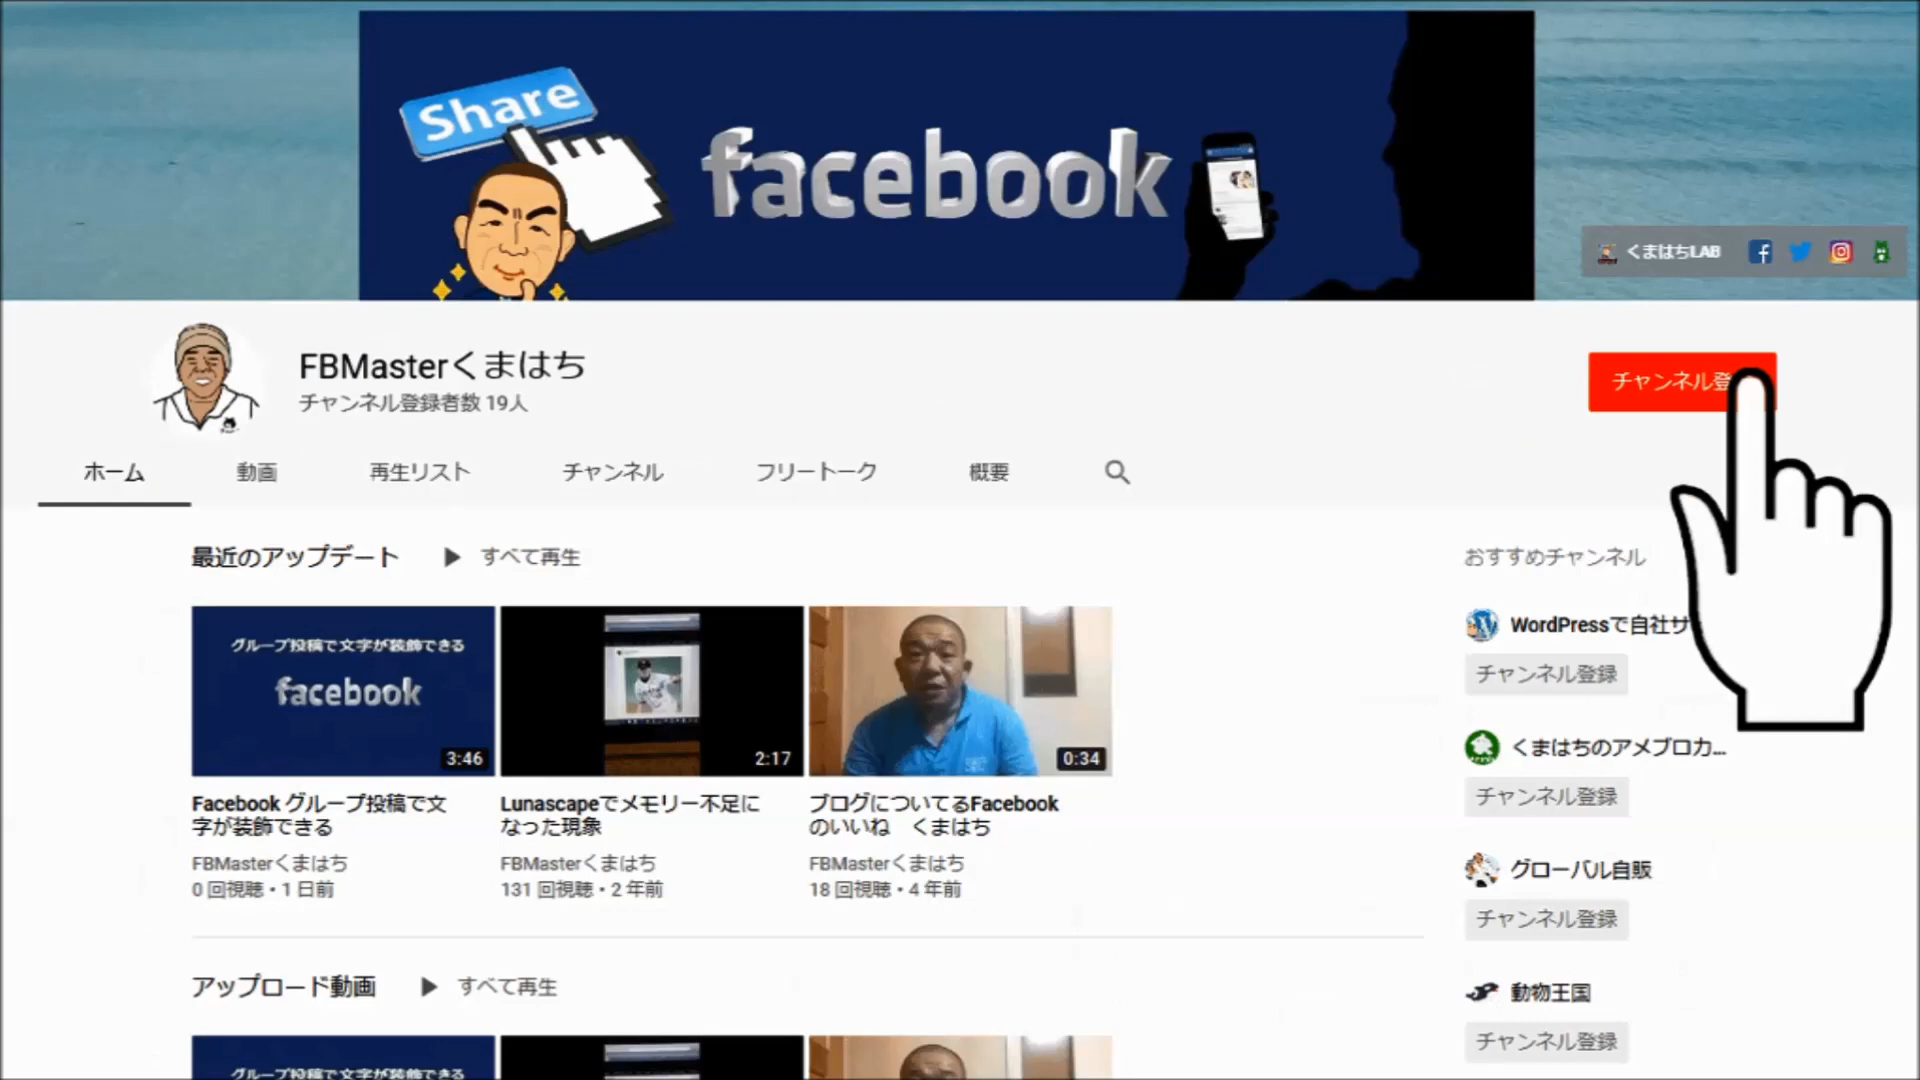 Share
facebook
くまはちLAB
FBMasterくまはち
チャンネル登録者数 19人
チャンネル登
ホーム
動画
再生リスト
チャンネル
フリートーク
概要
最近のアップデート
すべて再生
グループ投稿で文字が装飾できる
facebook
3:46
2:17
0:34
Facebook グループ投稿で文
字が装飾できる
FBMasterくまはち
0 回視聴・1 日前
Lunascapeでメモリー不足に
なった現象
FBMasterくまはち
131 回視聴・2 年前
ブログについてるFacebook
のいいね　くまはち
FBMasterくまはち
18 回視聴・4 年前
おすすめチャンネル
WordPressで自社サ
チャンネル登録
くまはちのアメブロカ...
チャンネル登録
グローバル自販
チャンネル登録
動物王国
チャンネル登録
アップロード動画
すべて再生
グループ投稿で文字が装飾できる